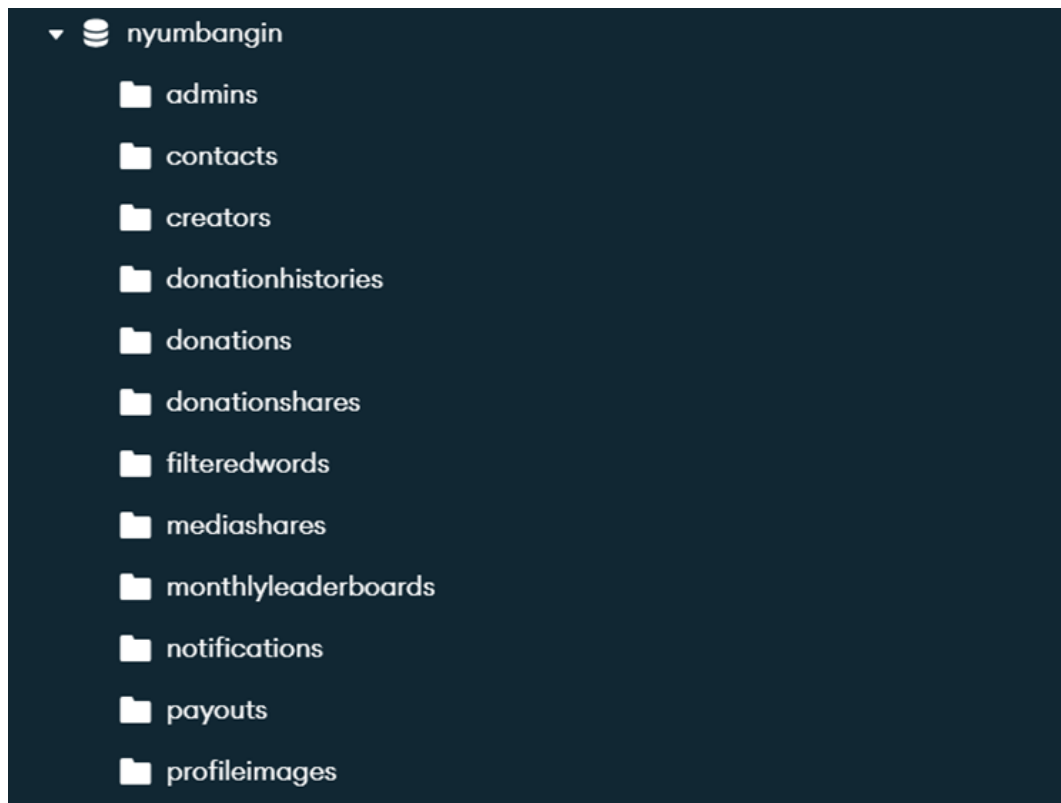 nyumbangin
admins
contacts
creators
donationhistories
donations
donationshares
filteredwords
mediashares
monthlyleaderboards
notifications
payouts
profileimages